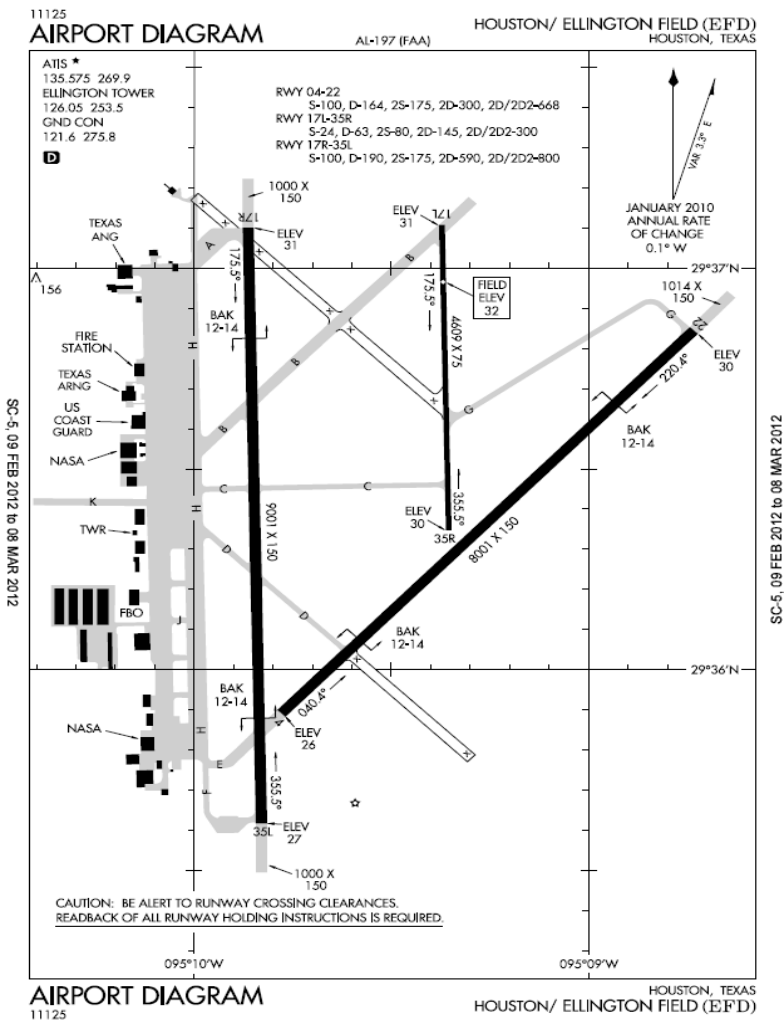 11125
AIRPORT DIAGRAM
AL-197 (FAA)
HOUSTON/ ELLINGTON FIELD (EFD)
HOUSTON, TEXAS
ATIS ★
135.575 269.9
ELLINGTON TOWER
126.05 253.5
GND CON
121.6 275.8
D
RWY 04-22
S-100, D-164, 2S-175, 2D-300, 2D/2D2-668
RWY 17L-35R
S-24, D-63, 2S-80, 2D-145, 2D/2D2-300
RWY 17R-35L
S-100, D-190, 2S-175, 2D-590, 2D/2D2-800
VAR 3.3° E
JANUARY 2010
ANNUAL RATE
OF CHANGE
0.1° W
1000 X
150
17R
ELEV
31
ELEV
31
17L
TEXAS
ANG
A
B
29°37'N
156
175.5°
175.5°
FIELD
ELEV
32
1014 X
150
G
22
ELEV
30
BAK
12-14
H
4609 X 75
220.4°
FIRE
STATION
B
TEXAS
ARNG
US
COAST
GUARD
B
G
BAK
12-14
NASA
C
C
355.5°
K
H
ELEV
30
35R
9001 X 150
8001 X 150
TWR
D
FBO
J
D
BAK
12-14
29°36'N
BAK
12-14
040.4°
4
ELEV
26
NASA
H
E
F
355.5°
35L
ELEV
27
1000 X
150
CAUTION: BE ALERT TO RUNWAY CROSSING CLEARANCES.
READBACK OF ALL RUNWAY HOLDING INSTRUCTIONS IS REQUIRED.
095°10'W
095°09'W
SC-5, 09 FEB 2012 to 08 MAR 2012
SC-5, 09 FEB 2012 to 08 MAR 2012
AIRPORT DIAGRAM
11125
HOUSTON, TEXAS
HOUSTON/ ELLINGTON FIELD (EFD)